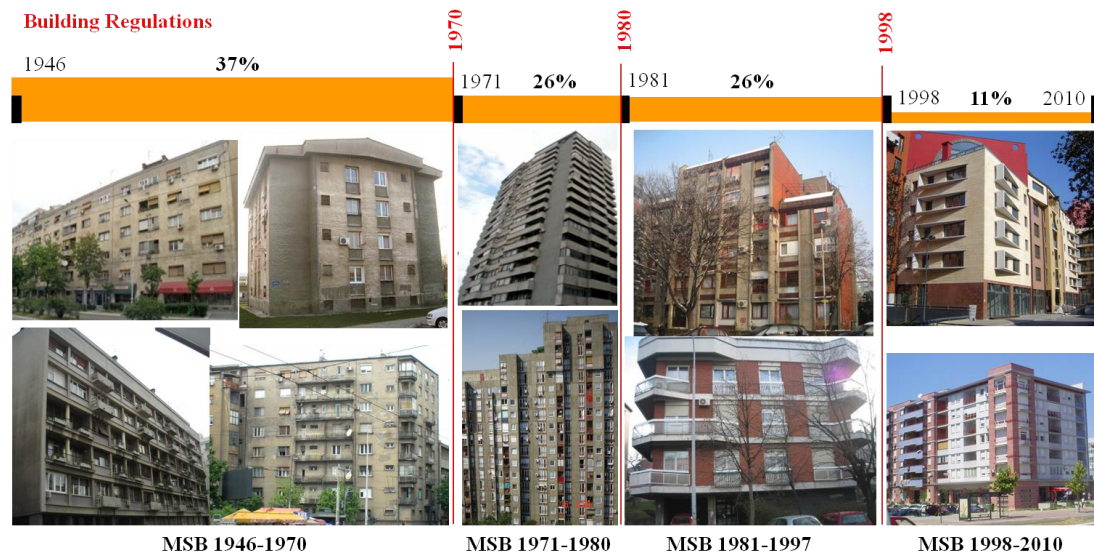 Building Regulations
1970
1980
1998
1946 37%
1971 26%
1981 26%
1998 11% 2010
MSB 1946-1970
MSB 1971-1980
MSB 1981-1997
MSB 1998-2010